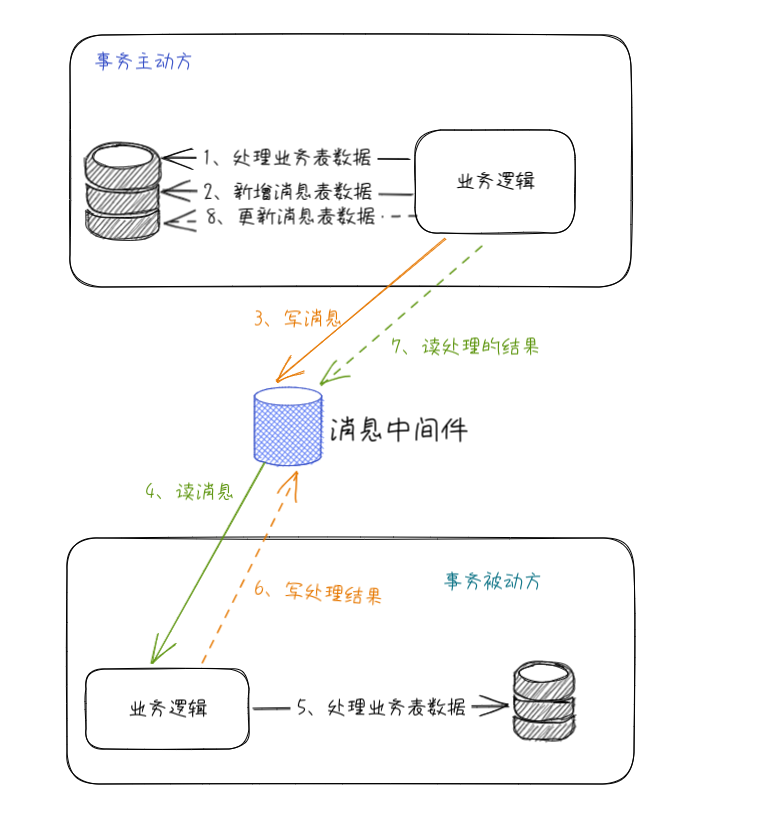 事务主动方
1、处理业务表数据
业务逻辑
2、新增消息表数据
8、更新消息表数据
3、写消息
7、读处理的结果
消息中间件
4、读消息
事务被动方
6、写处理结果
业务逻辑
5、处理业务表数据